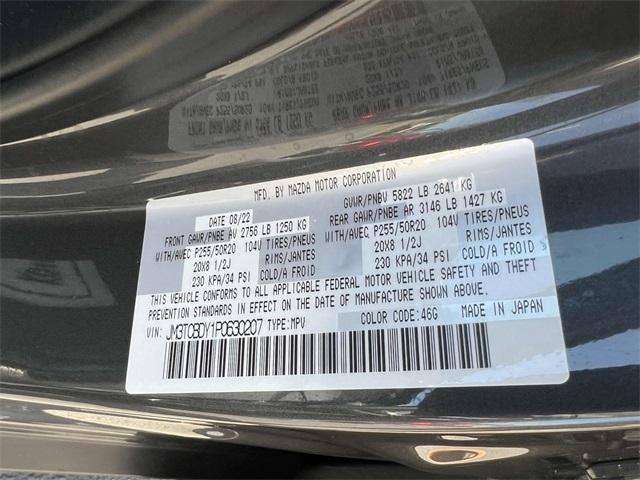 MFD. BY MAZDA MOTOR CORPORATION
DATE 08/22 GVWR/PNBV 5822 LB 2641 KG
FRONT GAWR/PNBE AV 2756 LB 1250 KG REAR GAWR/PNBE AR 3146 LB 1427 KG
WITH/AVEC P255/50R20 104V TIRES/PNEUS WITH/AVEC P255/50R20 104V TIRES/PNEUS
20X8 1/2J RIMS/JANTES 20X8 1/2J RIMS/JANTES
230 KPA/34 PSI COLD/A FROID 230 KPA/34 PSI COLD/A FROID
THIS VEHICLE CONFORMS TO ALL APPLICABLE FEDERAL MOTOR VEHICLE SAFETY AND THEFT
PREVENTION STANDARDS IN EFFECT ON THE DATE OF MANUFACTURE SHOWN ABOVE.
VIN: JM3TCBDY1P0630207 TYPE:MPV COLOR CODE:46G MADE IN JAPAN